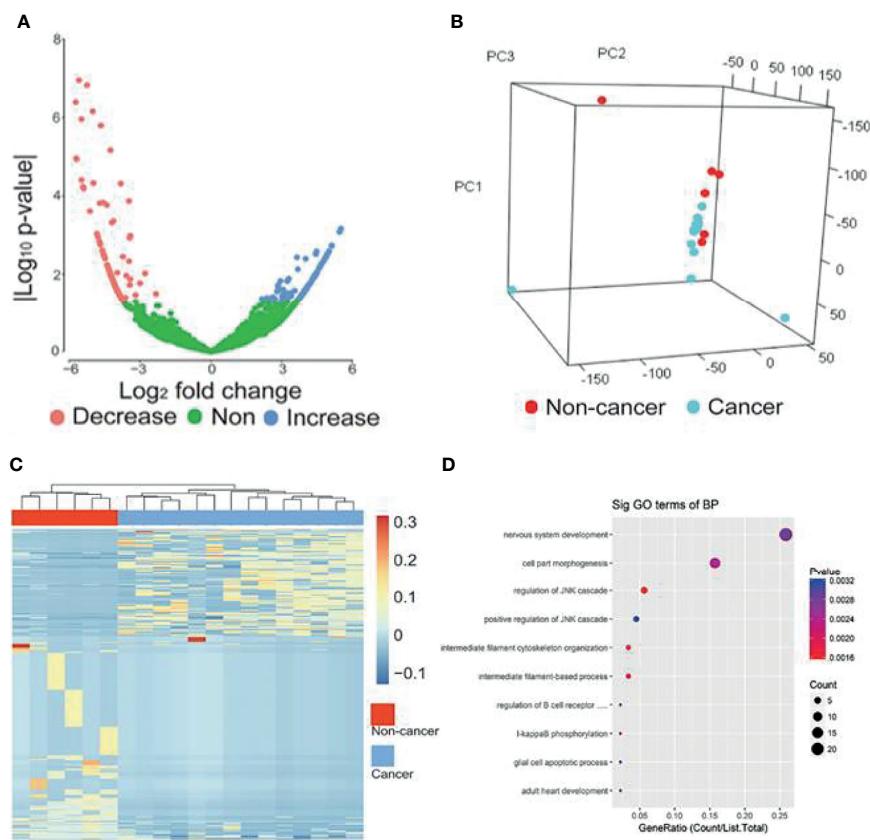 A
8
6
4
2
0
|Log10 p-value|
-6
-3
0
3
6
Log2 fold change
Decrease
Non
Increase
B
PC3
PC2
PC1
-50 0 50 100 150
-150
-100
-50
0
50
-150
-100
-50
0
50
Non-cancer
Cancer
C
0.3
0.2
0.1
0
-0.1
Non-cancer
Cancer
D
Sig GO terms of BP
nervous system development
cell part morphogenesis
regulation of JNK cascade
positive regulation of JNK cascade
intermediate filament cytoskeleton organization
intermediate filament-based process
regulation of B cell receptor .....
I-kappaB phosphorylation
glial cell apoptotic process
adult heart development
0.05 0.10 0.15 0.20 0.25
GeneRatio (Count/List.Total)
P-value
0.0032
0.0028
0.0024
0.0020
0.0016
Count
5
10
15
20